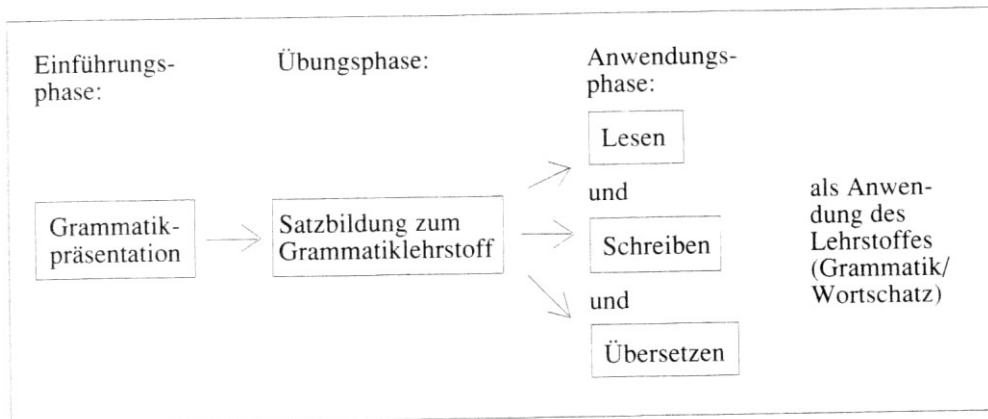 Einführungs-
phase:
Übungsphase:
Anwendungs-
phase:
Grammatik-
präsentation
Satzbildung zum
Grammatiklehrstoff
Lesen
und
Schreiben
und
Übersetzen
als Anwen-
dung des
Lehrstoffes
(Grammatik/
Wortschatz)